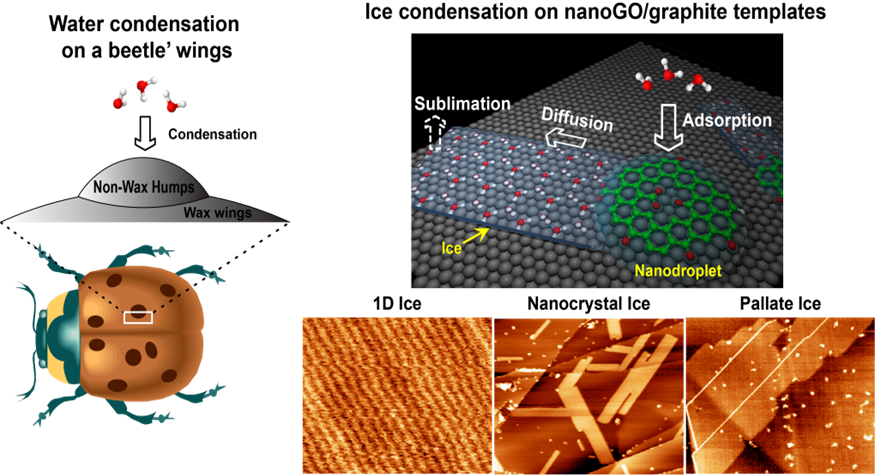 Water condensation
on a beetle' wings
Condensation
Non-Wax Humps
Wax wings
Ice condensation on nanoGO/graphite templates
Sublimation
Diffusion
Adsorption
Ice
Nanodroplet
1D Ice
Nanocrystal Ice
Pallate Ice